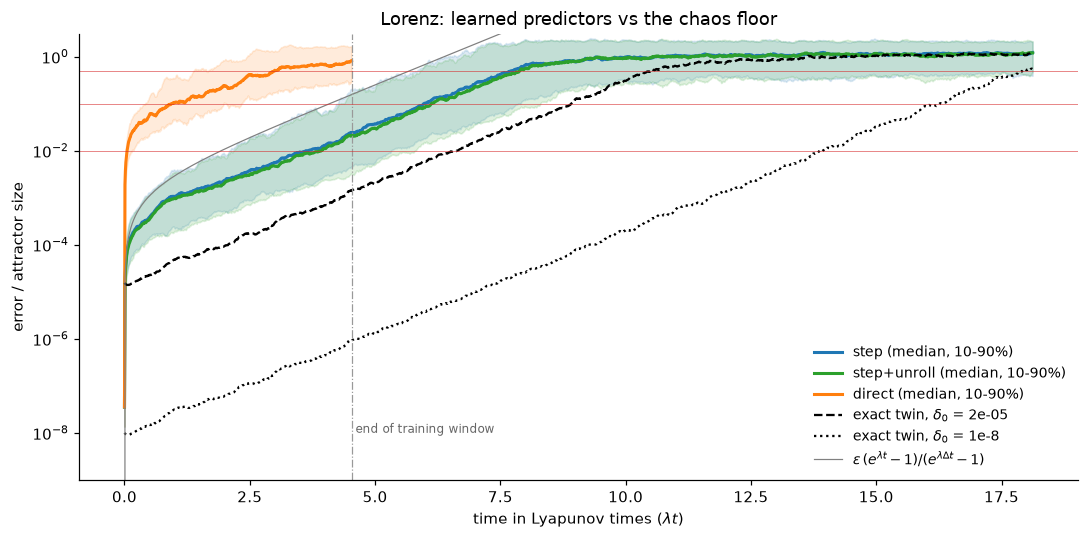 Lorenz: learned predictors vs the chaos floor
error / attractor size
10⁰
10⁻²
10⁻⁴
10⁻⁶
10⁻⁸
end of training window
step (median, 10-90%)
step+unroll (median, 10-90%)
direct (median, 10-90%)
exact twin, δ₀ = 2e-05
exact twin, δ₀ = 1e-8
ε (e^{λt} − 1)/(e^{λΔt} − 1)
0.0 2.5 5.0 7.5 10.0 12.5 15.0 17.5
time in Lyapunov times (λt)